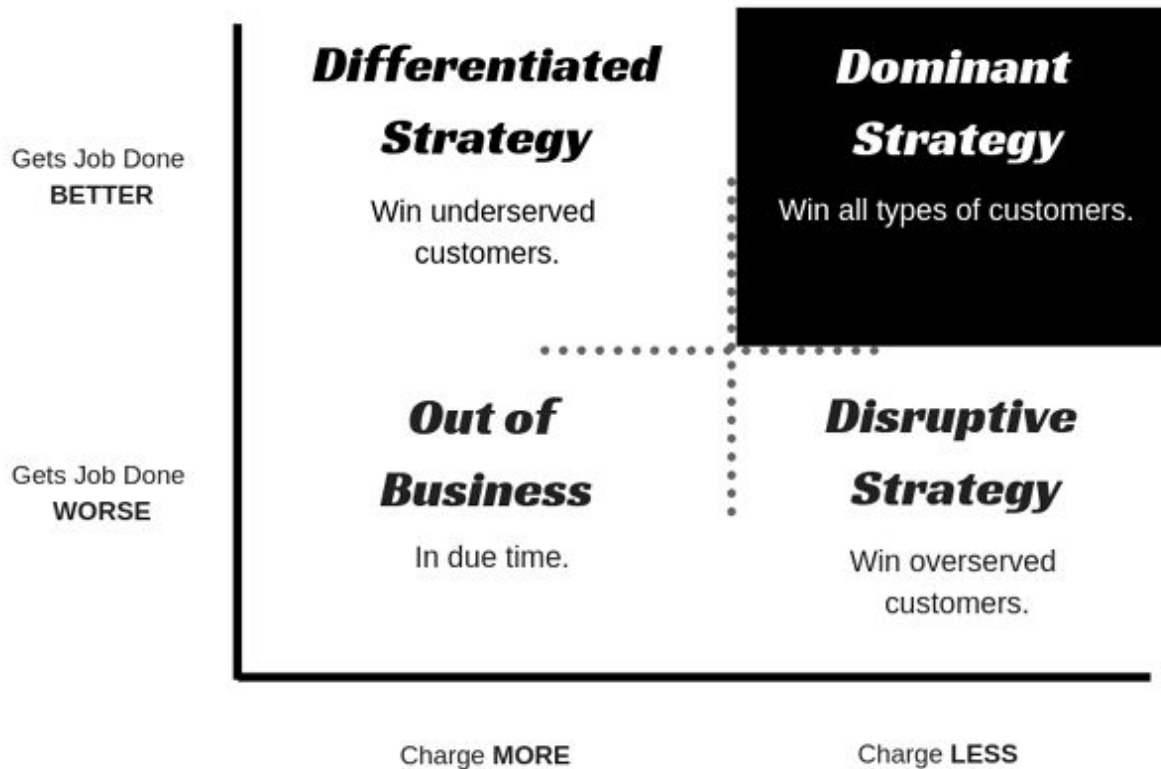 Differentiated
Strategy
Win underserved
customers.
Dominant
Strategy
Win all types of customers.
Gets Job Done
BETTER
Out of
Business
In due time.
Disruptive
Strategy
Win overserved
customers.
Gets Job Done
WORSE
Charge MORE
Charge LESS